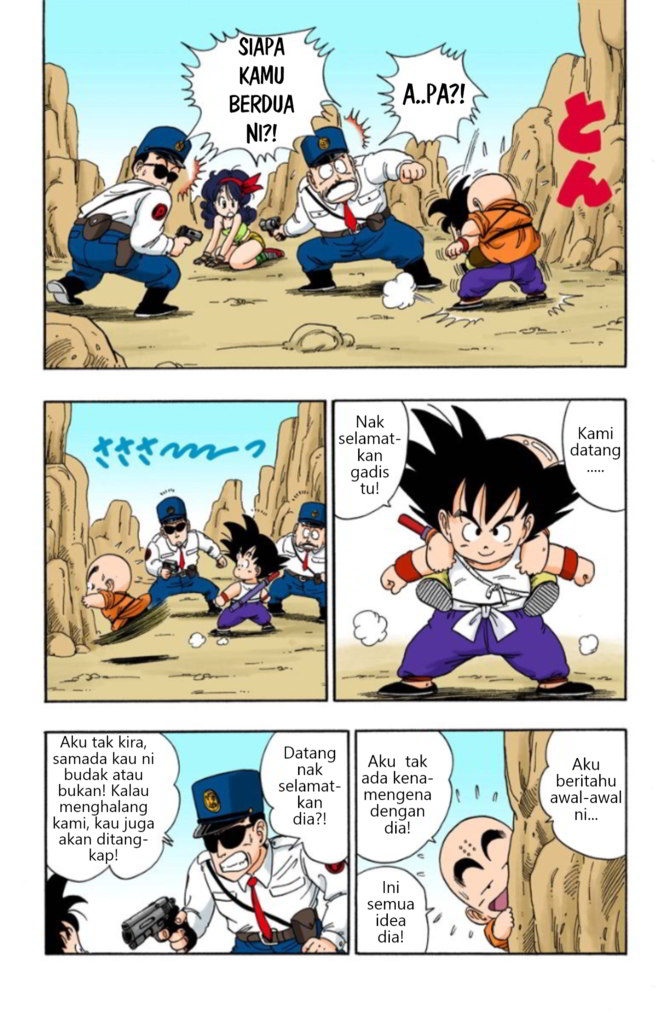 とん
A..PA?!
SIAPA
KAMU
BERDUA
NI?!
Kami
datang
.....
Nak
selamat-
kan
gadis
tu!
さささ～～っ
Aku
beritahu
awal-awal
ni...
Aku tak
ada kena-
mengena
dengan
dia!
Ini
semua
idea
dia!
Datang
nak
selamat-
kan
dia?!
Aku tak kira,
samada kau ni
budak atau
bukan! Kalau
menghalang
kami, kau juga
akan ditang-
kap!